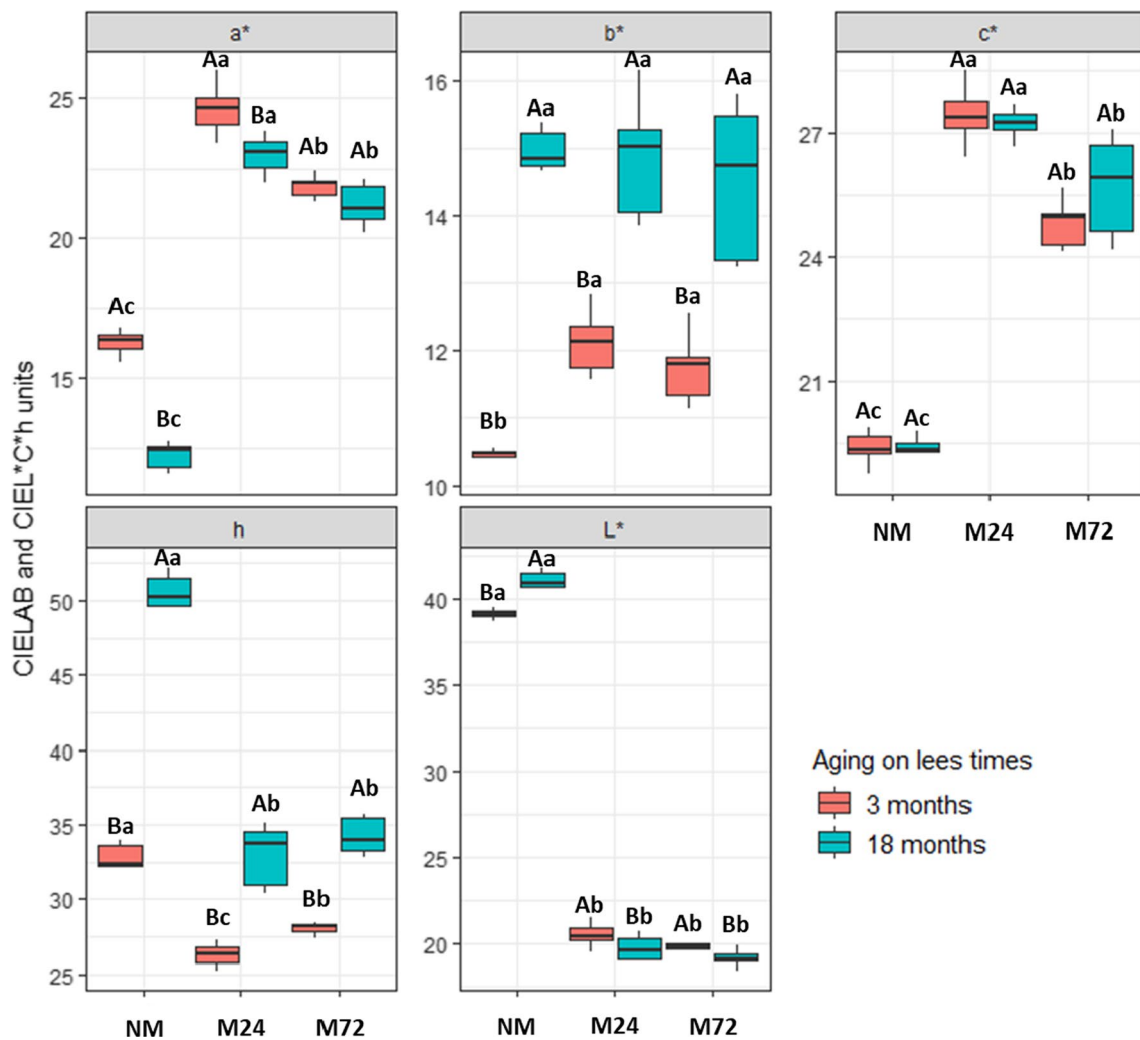 a*
b*
c*
25
20
15
Aa
Ba
Ab
Ab
Ac
Bc
16
14
12
10
Aa
Aa
Aa
Ba
Ba
Bb
27
24
21
Aa
Aa
Ab
Ab
Ac
Ac
NM M24 M72
CIELAB and CIEL*C*h units
h
L*
50
45
40
35
30
25
Aa
Ba
Ab
Ab
Bc
Bb
NM M24 M72
40
35
30
25
20
Ba
Aa
Ab
Bb
Ab
Bb
NM M24 M72
Aging on lees times
3 months
18 months